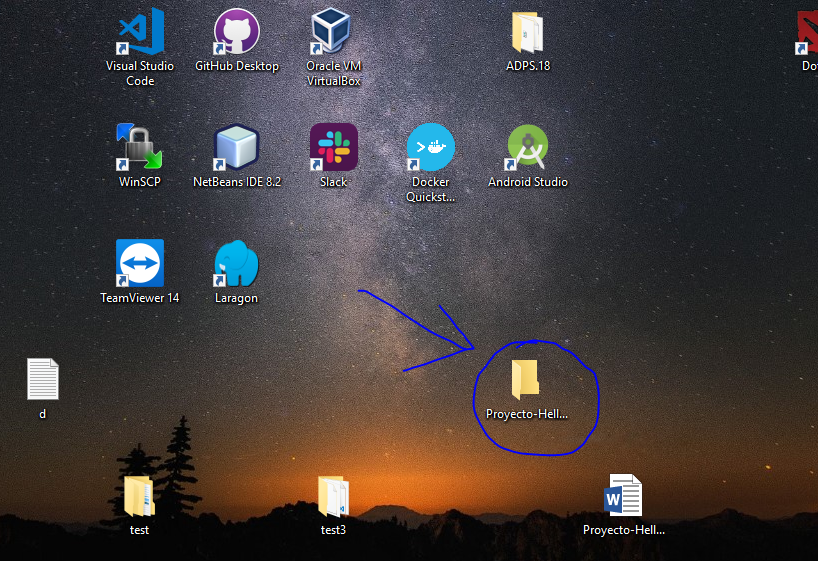 Visual Studio
Code
GitHub Desktop
Oracle VM
VirtualBox
ADPS.18
Do
WinSCP
NetBeans IDE 8.2
Slack
Docker
Quickst...
Android Studio
TeamViewer 14
Laragon
d
Proyecto-Hell...
test
test3
Proyecto-Hell...